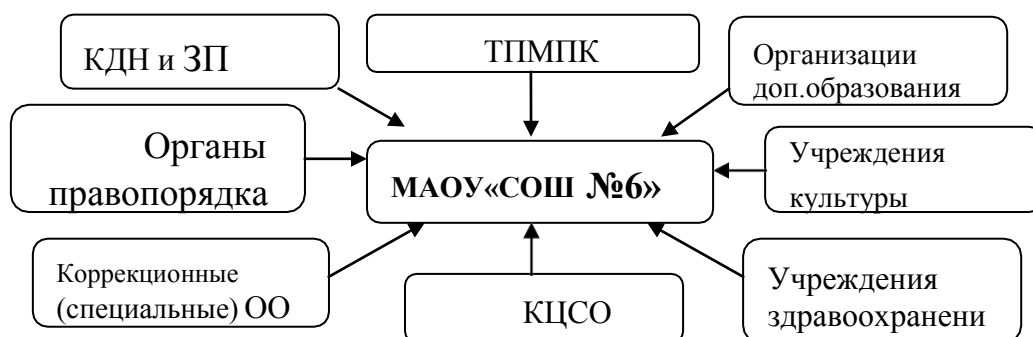 КДН и ЗП
ТПМПК
Организации
доп.образования
Органы
правопорядка
МАОУ«СОШ №6»
Учреждения
культуры
Коррекционные
(специальные) ОО
КЦСО
Учреждения
здравоохранени